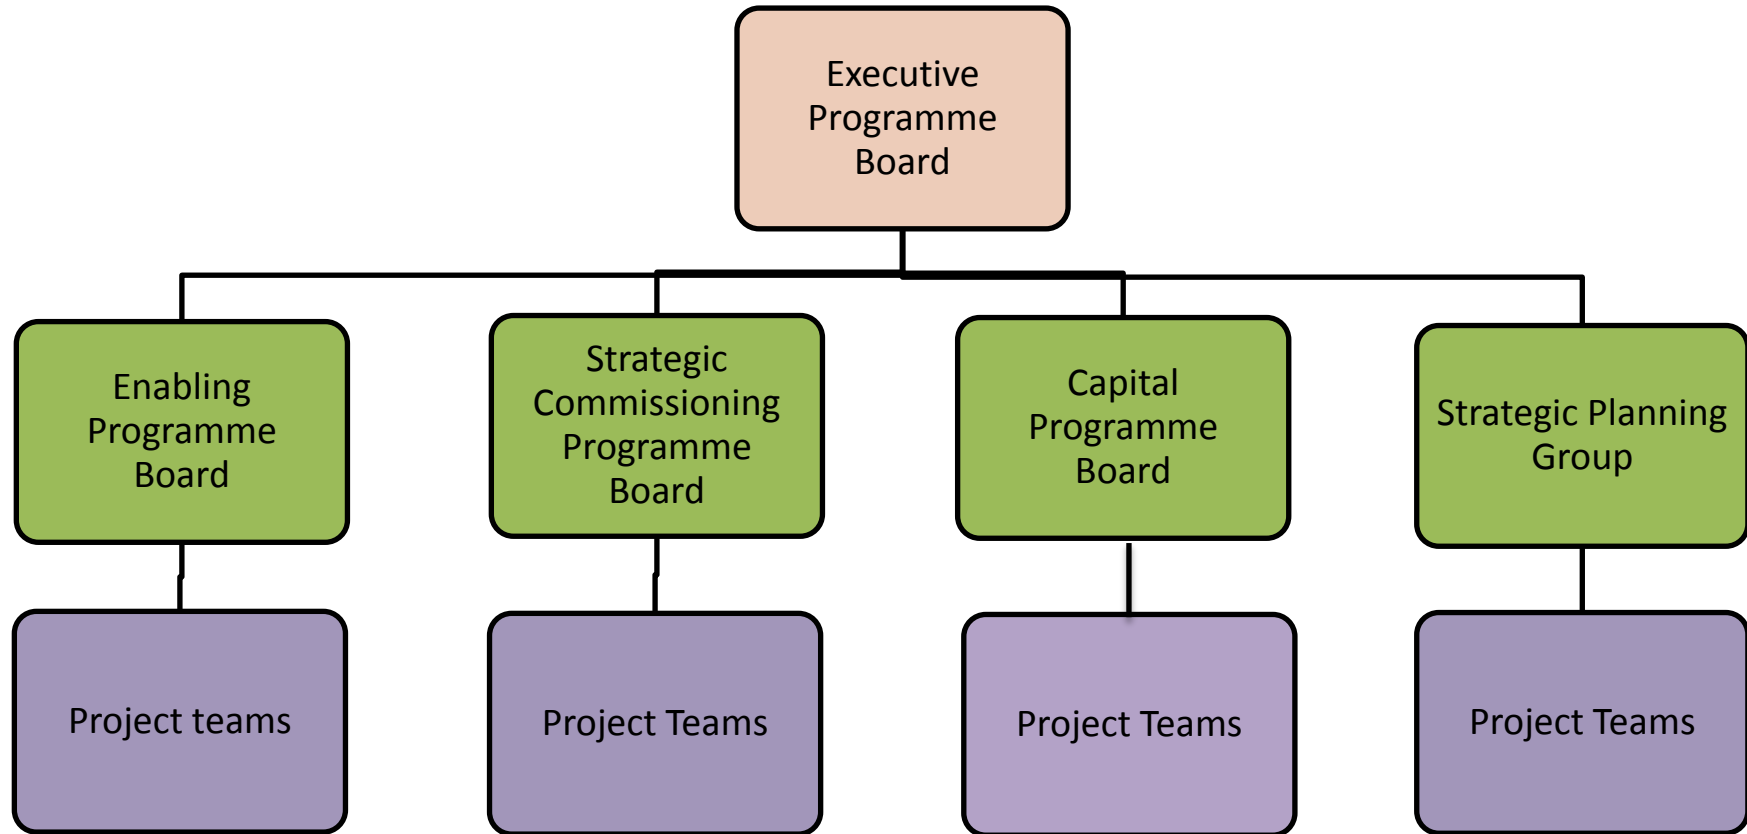 Executive
Programme
Board
Enabling
Programme
Board
Strategic
Commissioning
Programme
Board
Capital
Programme
Board
Strategic Planning
Group
Project teams
Project Teams
Project Teams
Project Teams